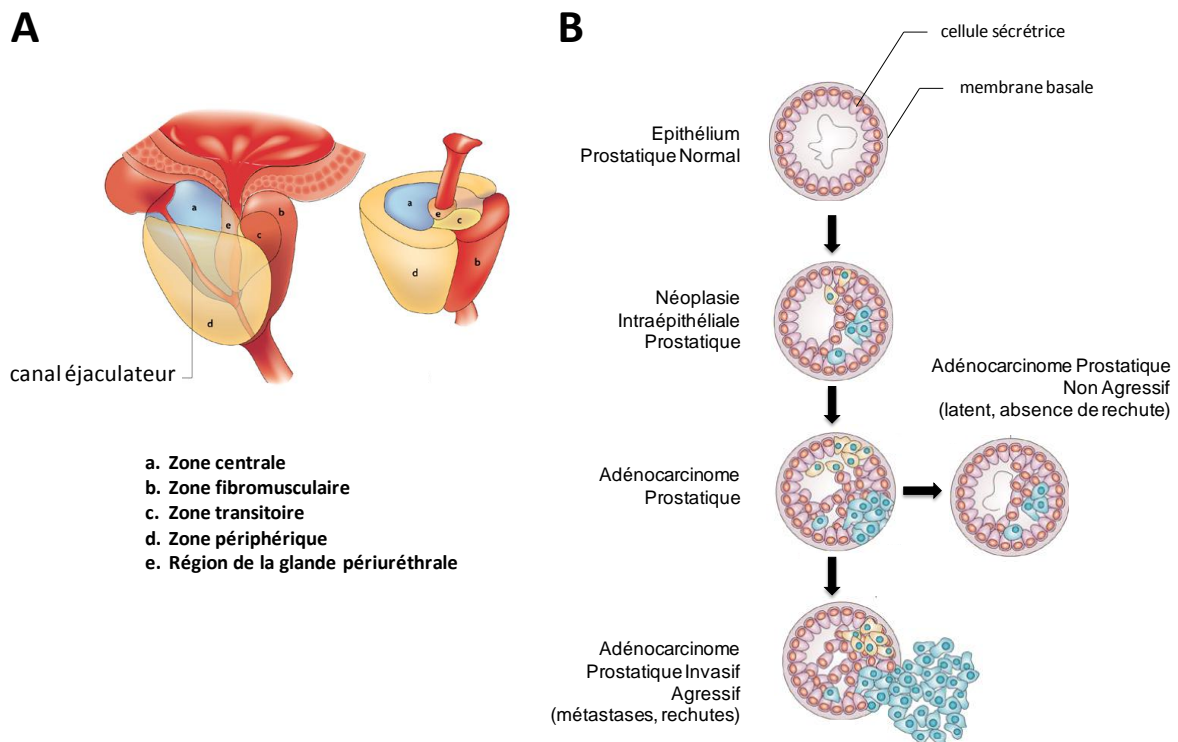 A
a
b
e
c
d
a
e
c
d
b
canal éjaculateur
a. Zone centrale
b. Zone fibromusculaire
c. Zone transitoire
d. Zone périphérique
e. Région de la glande périuréthrale
B
cellule sécrétrice
membrane basale
Epithélium
Prostatique Normal
Néoplasie
Intraépithéliale
Prostatique
Adénocarcinome
Prostatique
Adénocarcinome Prostatique
Non Agressif
(latent, absence de rechute)
Adénocarcinome
Prostatique Invasif
Agressif
(métastases, rechutes)